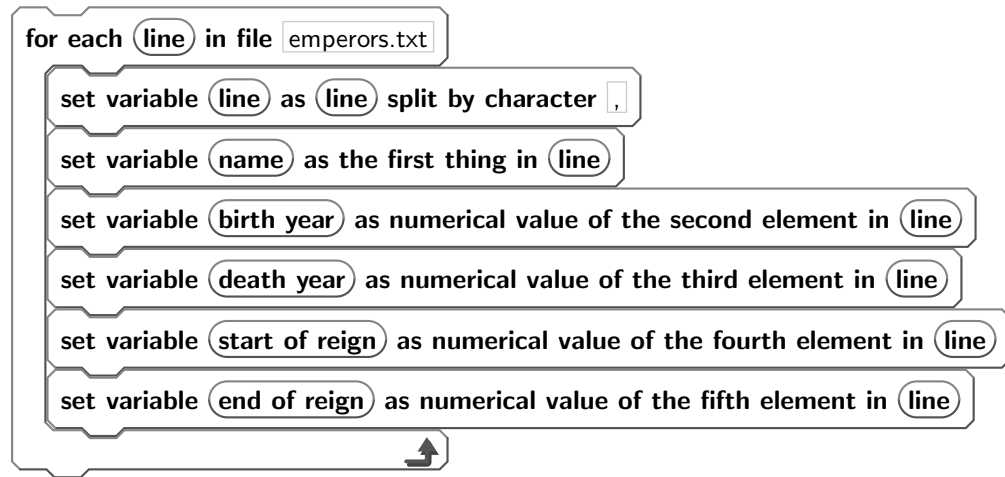 for each line in file emperors.txt
set variable line as line split by character ,
set variable name as the first thing in line
set variable birth year as numerical value of the second element in line
set variable death year as numerical value of the third element in line
set variable start of reign as numerical value of the fourth element in line
set variable end of reign as numerical value of the fifth element in line